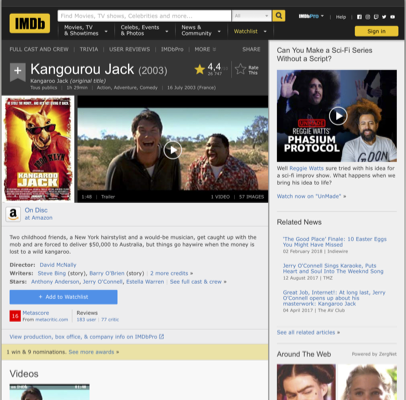 IMDb
Find Movies, TV shows, Celebrities and more...
All
IMDbPro
Help
Movies, TV
& Showtimes
Celebs, Events
& Photos
News &
Community
Watchlist
Sign in
FULL CAST AND CREW | TRIVIA | USER REVIEWS | IMDbPro | MORE
SHARE
Kangourou Jack (2003)
Kangaroo Jack (original title)
Tous publics | 1h 29min | Action, Adventure, Comedy | 16 July 2003 (France)
4,4
Rate
This
KANGAROO
JACK
1:48 | Trailer
1 VIDEO | 57 IMAGES
On Disc
at Amazon
Two childhood friends, a New York hairstylist and a would-be musician, get caught up with the
mob and are forced to deliver $50,000 to Australia, but things go haywire when the money is
lost to a wild kangaroo.
Director: David McNally
Writers: Steve Bing (story), Barry O'Brien (story) | 2 more credits »
Stars: Anthony Anderson, Jerry O'Connell, Estella Warren | See full cast & crew »
+ Add to Watchlist
16
Metascore
From metacritic.com
Reviews
183 user | 77 critic
View production, box office, & company info on IMDbPro
1 win & 9 nominations. See more awards »
Videos
Can You Make a Sci-Fi Series
Without a Script?
REGGIE WATTS'
PHASIUM
PROTOCOL
Well Reggie Watts sure tried with his idea for
a sci-fi improv show. What happens when we
bring his idea to life?
Watch now on "UnMade" »
Related News
'The Good Place' Finale: 10 Easter Eggs
You Might Have Missed
02 February 2018 | Indiewire
Jerry O'Connell Sings Karaoke, Puts
Heart and Soul Into The Weekend Song
12 August 2017 | TMZ
Great Job, Internet!: At long last, Jerry
O'Connell opens up about his
masterwork: Kangaroo Jack
04 April 2017 | The AV Club
See all related articles »
Around The Web
Powered by ZergNet